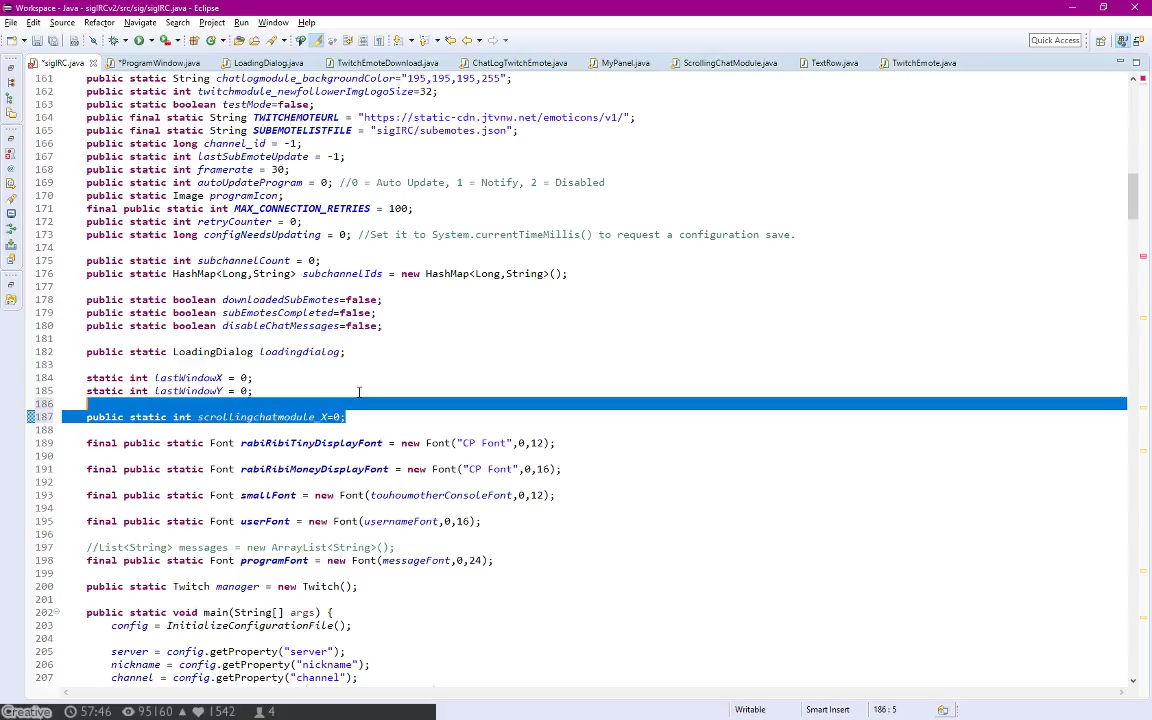 Workspace - Java - sigIRCv2/src/sig/sigIRC.java - Eclipse
File Edit Source Refactor Navigate Search Project Run Window Help
Quick Access
*sigIRC.java *ProgramWindow.java LoadingDialog.java TwitchEmoteDownload.java ChatLogTwitchEmote.java MyPanel.java ScrollingChatModule.java TextRow.java TwitchEmote.java
161 public static String chatlogmodule_backgroundColor="195,195,195,255";
162 public static int twitchmodule_newfollowerImgLogoSize=32;
163 public static boolean testMode=false;
164 public final static String TWITCHEMOTEURL = "https://static-cdn.jtvnw.net/emoticons/v1/";
165 public final static String SUBEMOTELISTFILE = "sigIRC/subemotes.json";
166 public static long channel_id = -1;
167 public static int lastSubEmoteUpdate = -1;
168 public static int framerate = 30;
169 public static int autoUpdateProgram = 0; //0 = Auto Update, 1 = Notify, 2 = Disabled
170 public static Image programIcon;
171 final public static int MAX_CONNECTION_RETRIES = 100;
172 public static int retryCounter = 0;
173 public static long configNeedsUpdating = 0; //Set it to System.currentTimeMillis() to request a configuration save.
174
175 public static int subchannelCount = 0;
176 public static HashMap<Long,String> subchannelIds = new HashMap<Long,String>();
177
178 public static boolean downloadedSubEmotes=false;
179 public static boolean subEmotesCompleted=false;
180 public static boolean disableChatMessages=false;
181
182 public static LoadingDialog loadingdialog;
183
184 static int lastWindowX = 0;
185 static int lastWindowY = 0;
186
187 public static int scrollingchatmodule_X=0;
188
189 final public static Font rabiRibiTinyDisplayFont = new Font("CP Font",0,12);
190
191 final public static Font rabiRibiMoneyDisplayFont = new Font("CP Font",0,16);
192
193 final public static Font smallFont = new Font(touhoumotherConsoleFont,0,12);
194
195 final public static Font userFont = new Font(usernameFont,0,16);
196
197 //List<String> messages = new ArrayList<String>();
198 final public static Font programFont = new Font(messageFont,0,24);
199
200 public static Twitch manager = new Twitch();
201
202 public static void main(String[] args) {
203 config = InitializeConfigurationFile();
204
205 server = config.getProperty("server");
206 nickname = config.getProperty("nickname");
207 channel = config.getProperty("channel");
Creative 57:46 95160 1542 4
Writable Smart Insert 186 : 5